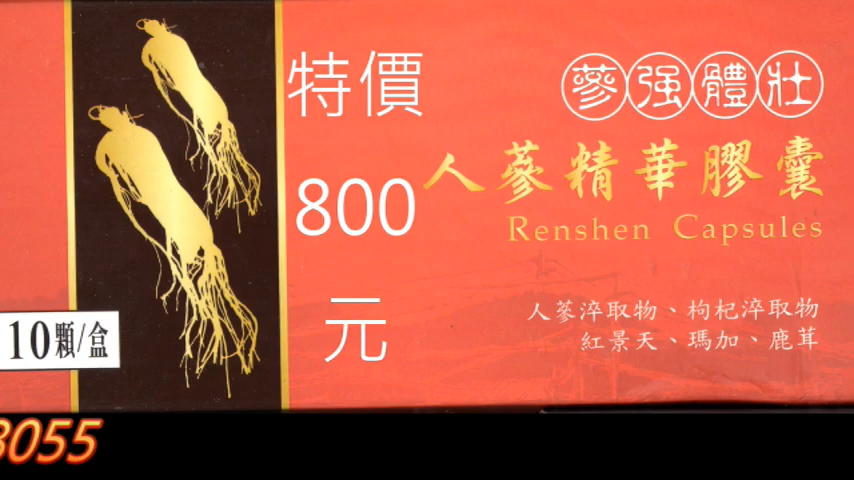 特價
800
元
蔘强體壯
人蔘精華膠囊
Renshen Capsules
人蔘淬取物、枸杞淬取物
紅景天、瑪加、鹿茸
10顆/盒
3055